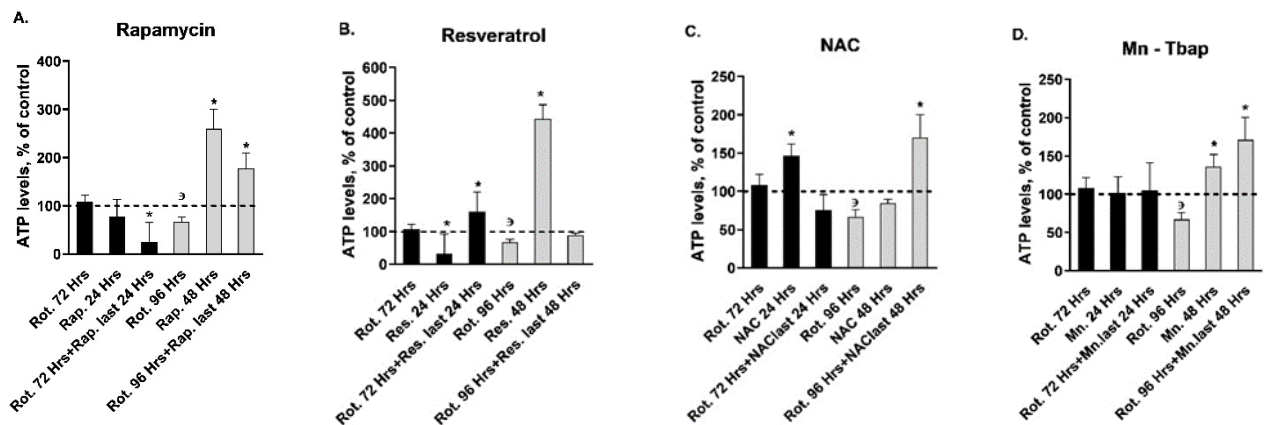 A.
Rapamycin
ATP levels, % of control
400
300
200
100
0
*
϶
*
*
Rot. 72 Hrs
Rap. 24 Hrs
Rot. 72 Hrs+Rap. last 24 Hrs
Rot. 96 Hrs
Rap. 48 Hrs
Rot. 96 Hrs+Rap. last 48 Hrs
B.
Resveratrol
ATP levels, % of control
600
500
400
300
200
100
0
*
*
϶
*
Rot. 72 Hrs
Res. 24 Hrs
Rot. 72 Hrs+Res. last 24 Hrs
Rot. 96 Hrs
Res. 48 Hrs
Rot. 96 Hrs+Res. last 48 Hrs
C.
NAC
ATP levels, % of control
250
200
150
100
50
0
*
϶
*
Rot. 72 Hrs
NAC 24 Hrs
Rot. 72 Hrs+NAClast 24 Hrs
Rot. 96 Hrs
NAC 48 Hrs
Rot. 96 Hrs+NAClast 48 Hrs
D.
Mn - Tbap
ATP levels, % of control
250
200
150
100
50
0
϶
*
*
Rot. 72 Hrs
Mn. 24 Hrs
Rot. 72 Hrs+Mn.last 24 Hrs
Rot. 96 Hrs
Mn. 48 Hrs
Rot. 96 Hrs+Mn.last 48 Hrs